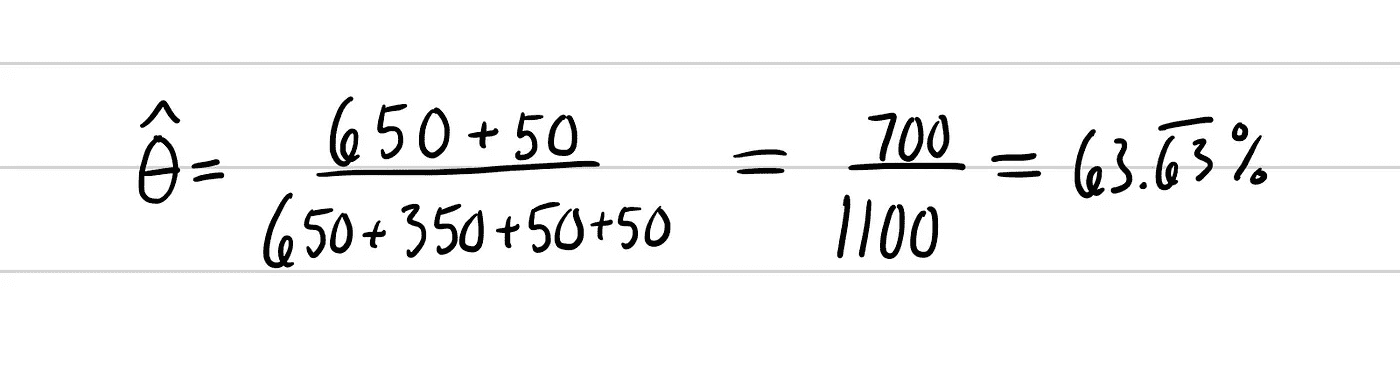 θ̂ = (650 + 50) / (650 + 350 + 50 + 50) = 700 / 1100 = 63.6̅3̅%